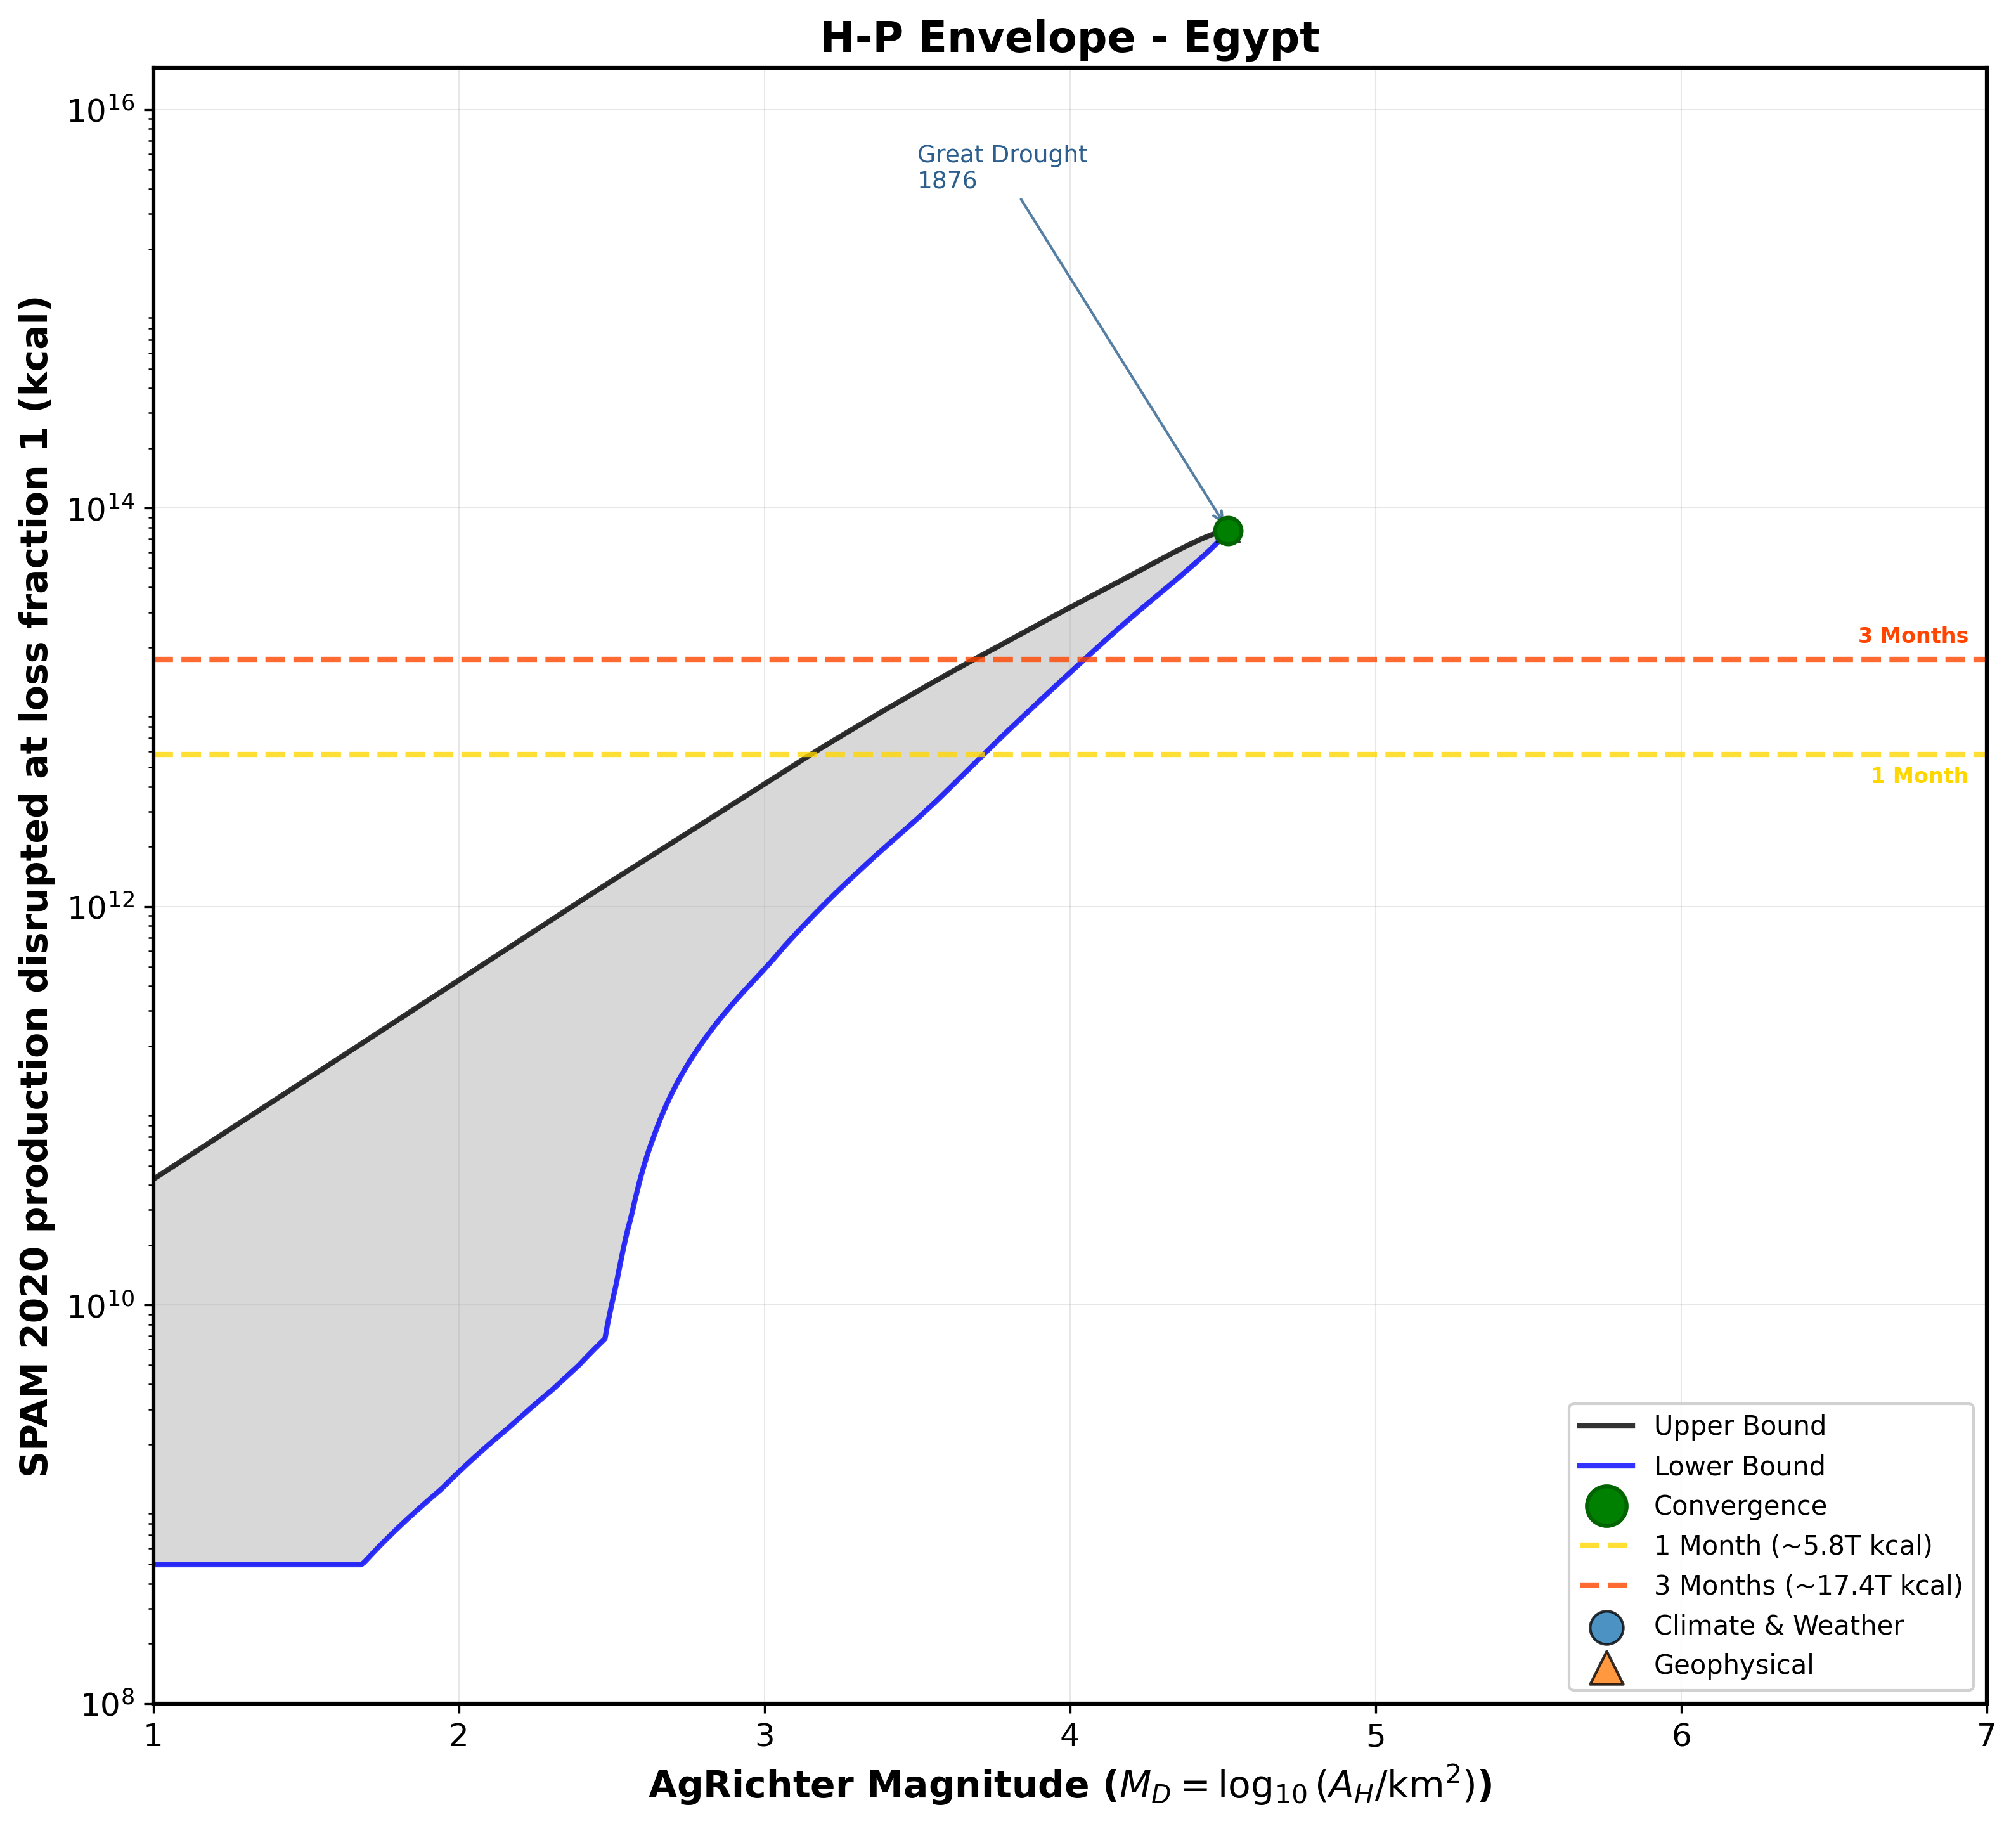 H-P Envelope - Egypt
SPAM 2020 production disrupted at loss fraction 1 (kcal)
10^16
10^14
10^12
10^10
10^8
Great Drought
1876
3 Months
1 Month
Upper Bound
Lower Bound
Convergence
1 Month (~5.8T kcal)
3 Months (~17.4T kcal)
Climate & Weather
Geophysical
1 2 3 4 5 6 7
AgRichter Magnitude (M_D = log_10 (A_H/km^2))